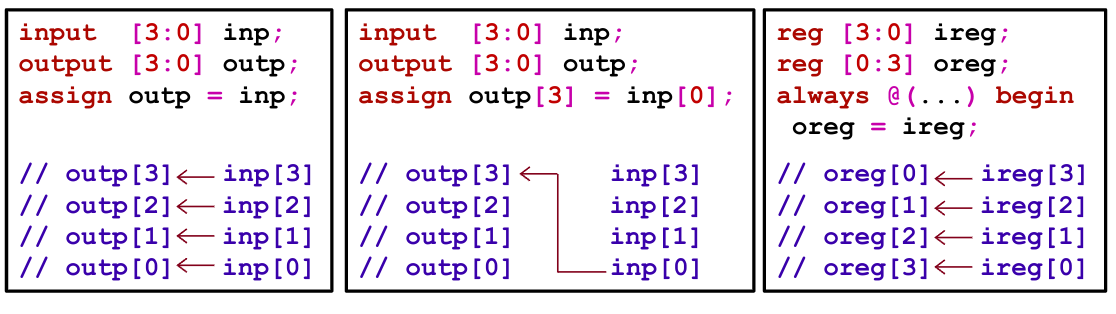 input  [3:0] inp;
output [3:0] outp;
assign outp = inp;
// outp[3] inp[3]
// outp[2] inp[2]
// outp[1] inp[1]
// outp[0] inp[0]
input  [3:0] inp;
output [3:0] outp;
assign outp[3] = inp[0];
// outp[3] inp[3]
// outp[2] inp[2]
// outp[1] inp[1]
// outp[0] inp[0]
reg [3:0] ireg;
reg [0:3] oreg;
always @(...) begin
oreg = ireg;
// oreg[0] ireg[3]
// oreg[1] ireg[2]
// oreg[2] ireg[1]
// oreg[3] ireg[0]